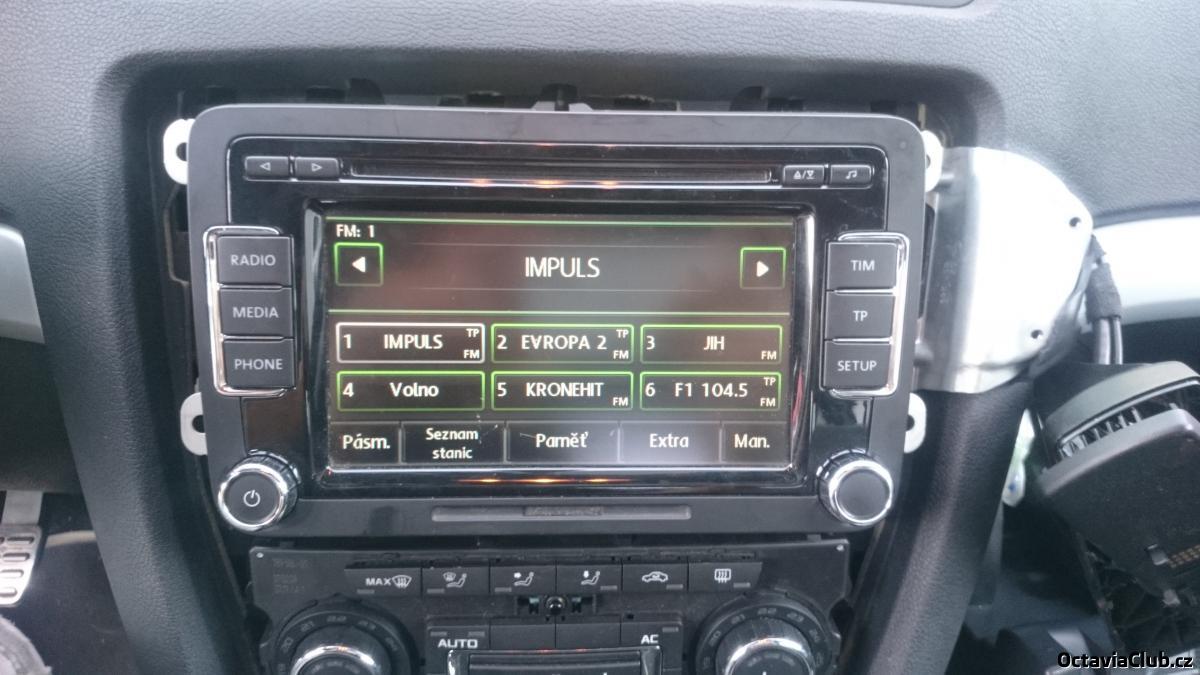 FM: 1
IMPULS
RADIO
MEDIA
PHONE
TIM
TP
SETUP
1 IMPULS TP FM
2 EVROPA 2 TP FM
3 JIH FM
4 Volno
5 KRONEHIT FM
6 F1 104.5 TP FM
Pásm.
Seznam
stanic
Paměť
Extra
Man.
MAX
AUTO
AC
OctaviaClub.cz